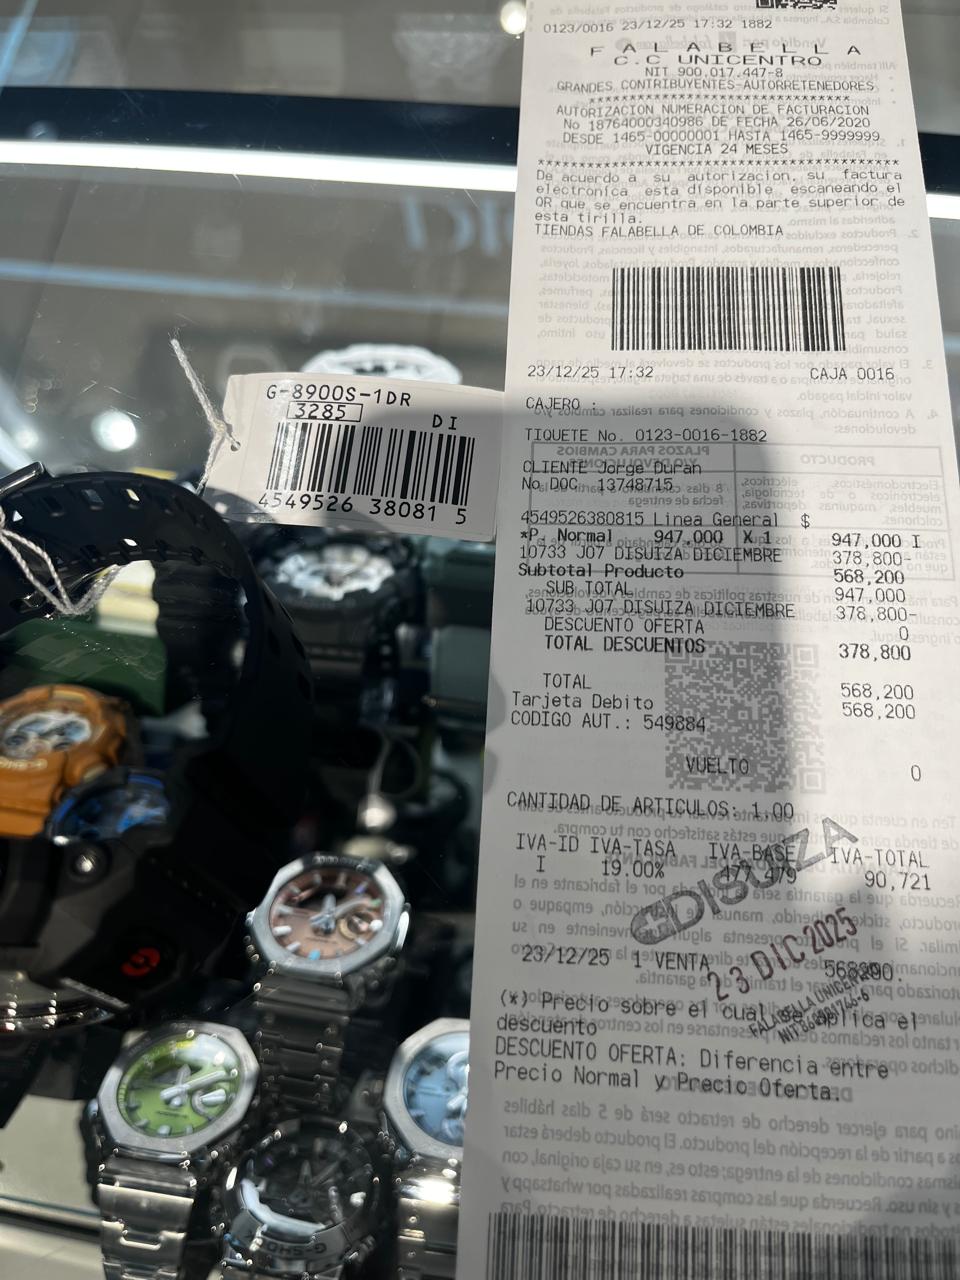 0123/0016 23/12/25 17:32 1882
F A L A B E L L A
C.C UNICENTRO
NIT 900.017.447-8
GRANDES CONTRIBUYENTES-AUTORRETENEDORES
****************************************
AUTORIZACION NUMERACION DE FACTURACION
No 18764000340986 DE FECHA 26/06/2020
DESDE 1465-00000001 HASTA 1465-9999999
VIGENCIA 24 MESES
****************************************
De acuerdo a su autorizacion, su factura
electronica esta disponible escaneando el
QR que se encuentra en la parte superior de
esta tirilla.
TIENDAS FALABELLA DE COLOMBIA
23/12/25 17:32 CAJA 0016
CAJERO :
TIQUETE No. 0123-0016-1882
CLIENTE Jorge Duran
No DOC 13748715
4549526380815 Linea General $
*P. Normal 947,000 X 1 947,000 I
10733 J07 DISUIZA DICIEMBRE 378,800-
Subtotal Producto 568,200
SUB TOTAL 947,000
10733 J07 DISUIZA DICIEMBRE 378,800-
DESCUENTO OFERTA 0
TOTAL DESCUENTOS 378,800
TOTAL 568,200
Tarjeta Debito 568,200
CODIGO AUT.: 549884
VUELTO 0
CANTIDAD DE ARTICULOS: 1.00
IVA-ID IVA-TASA IVA-BASE IVA-TOTAL
I 19.00% 477,479 90,721
DISUIZA
23 DIC 2025
FALABELLA UNICENTRO
23/12/25 1 VENTA
(*) Precio sobre el cual se aplica el
descuento
DESCUENTO OFERTA: Diferencia entre
Precio Normal y Precio Oferta.
G-8900S-1DR
3285 DI
4549526 38081 5
G-SHOCK